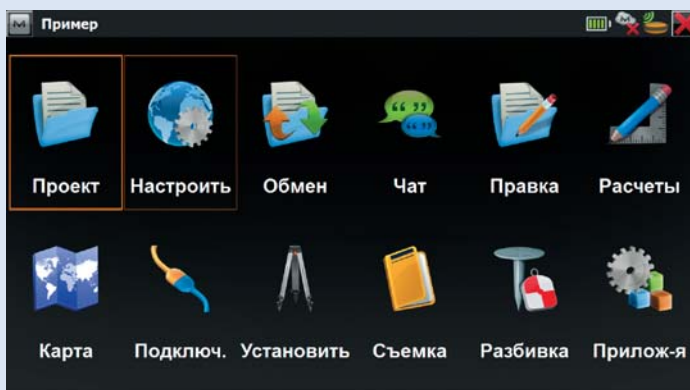 Пример
Проект Настроить Обмен Чат Правка Расчеты
Карта Подключ. Установить Съемка Разбивка Прилож-я